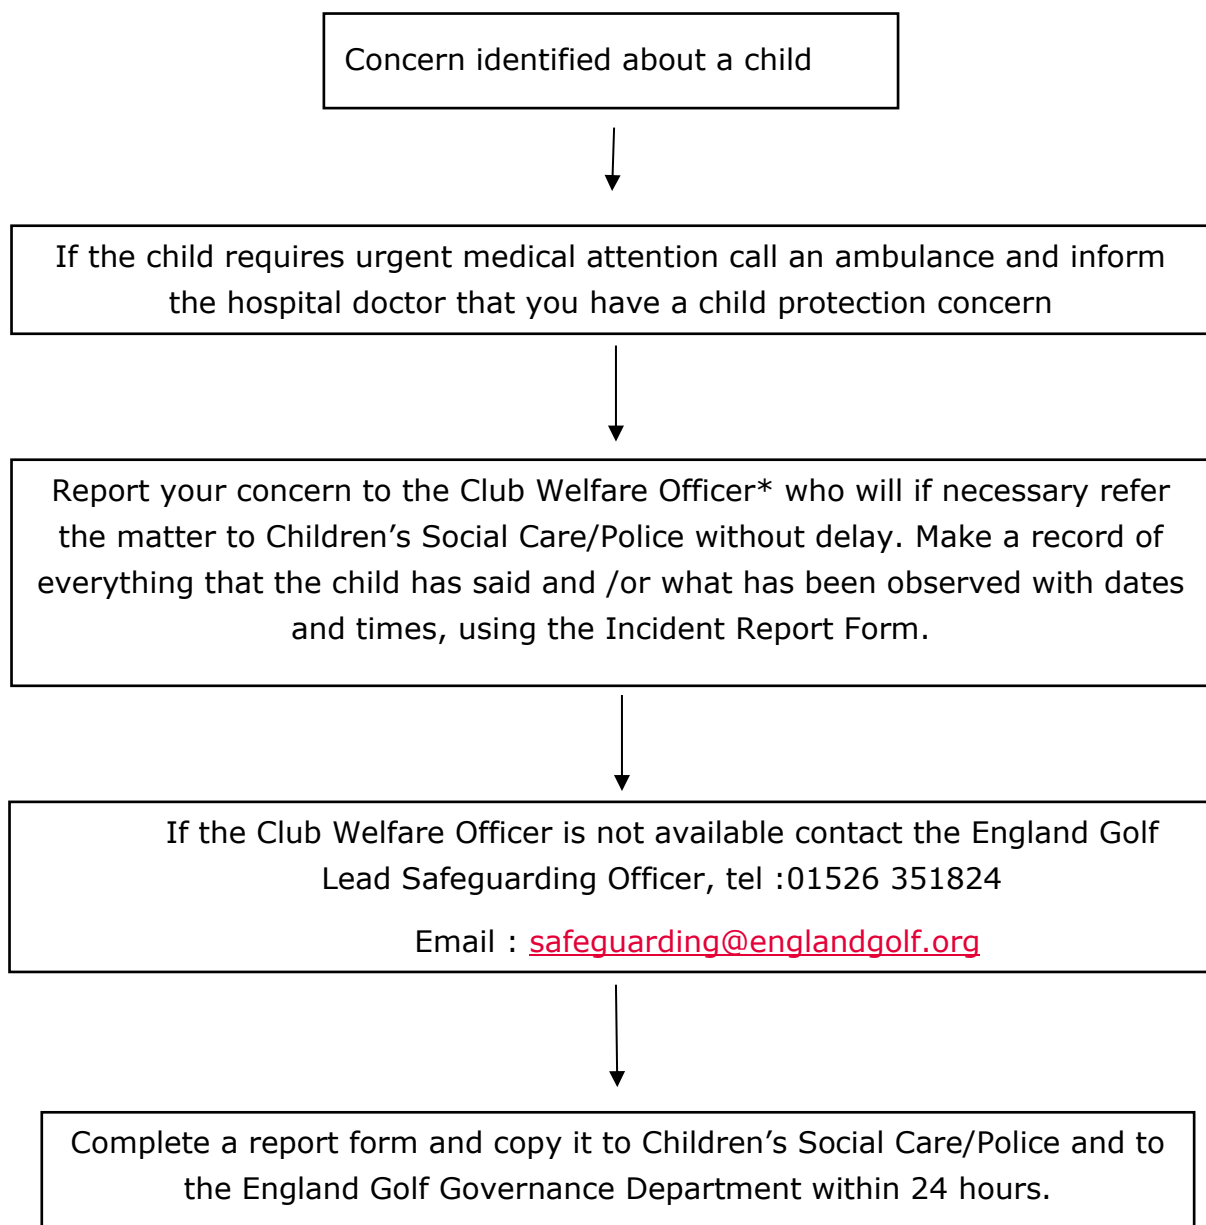 Concern identified about a child
If the child requires urgent medical attention call an ambulance and inform
the hospital doctor that you have a child protection concern
Report your concern to the Club Welfare Officer* who will if necessary refer
the matter to Children’s Social Care/Police without delay. Make a record of
everything that the child has said and /or what has been observed with dates
and times, using the Incident Report Form.
If the Club Welfare Officer is not available contact the England Golf
Lead Safeguarding Officer, tel :01526 351824
Email : safeguarding@englandgolf.org
Complete a report form and copy it to Children’s Social Care/Police and to
the England Golf Governance Department within 24 hours.